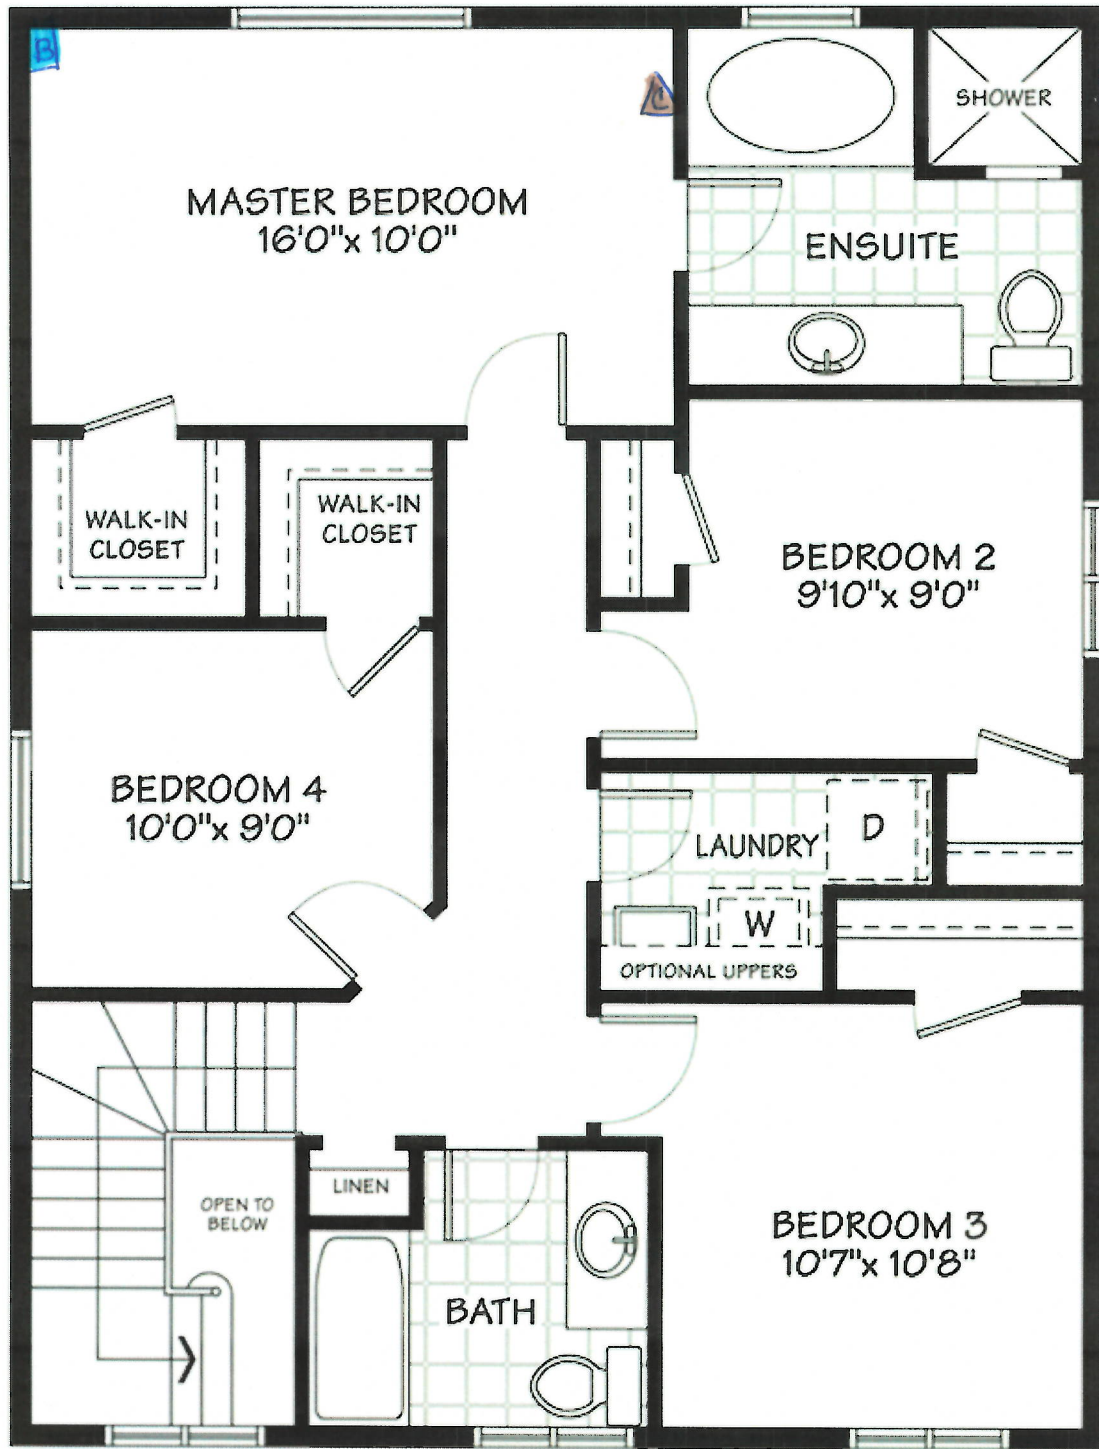 B
C
SHOWER
MASTER BEDROOM
16'0"x 10'0"
ENSUITE
WALK-IN
CLOSET
WALK-IN
CLOSET
BEDROOM 2
9'10"x 9'0"
BEDROOM 4
10'0"x 9'0"
LAUNDRY
D
W
OPTIONAL UPPERS
LINEN
OPEN TO
BELOW
BEDROOM 3
10'7"x 10'8"
BATH